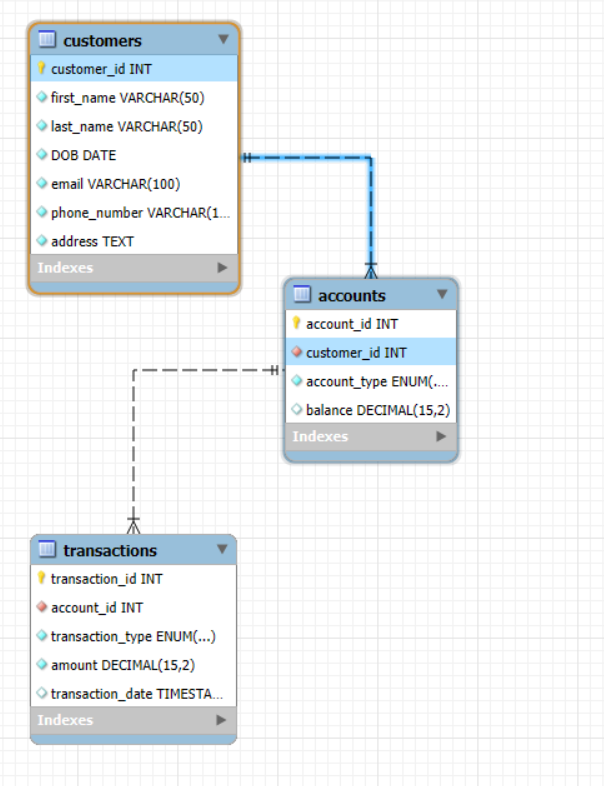 customers
customer_id INT
first_name VARCHAR(50)
last_name VARCHAR(50)
DOB DATE
email VARCHAR(100)
phone_number VARCHAR(1...
address TEXT
Indexes
accounts
account_id INT
customer_id INT
account_type ENUM(....
balance DECIMAL(15,2)
Indexes
transactions
transaction_id INT
account_id INT
transaction_type ENUM(...)
amount DECIMAL(15,2)
transaction_date TIMESTA...
Indexes